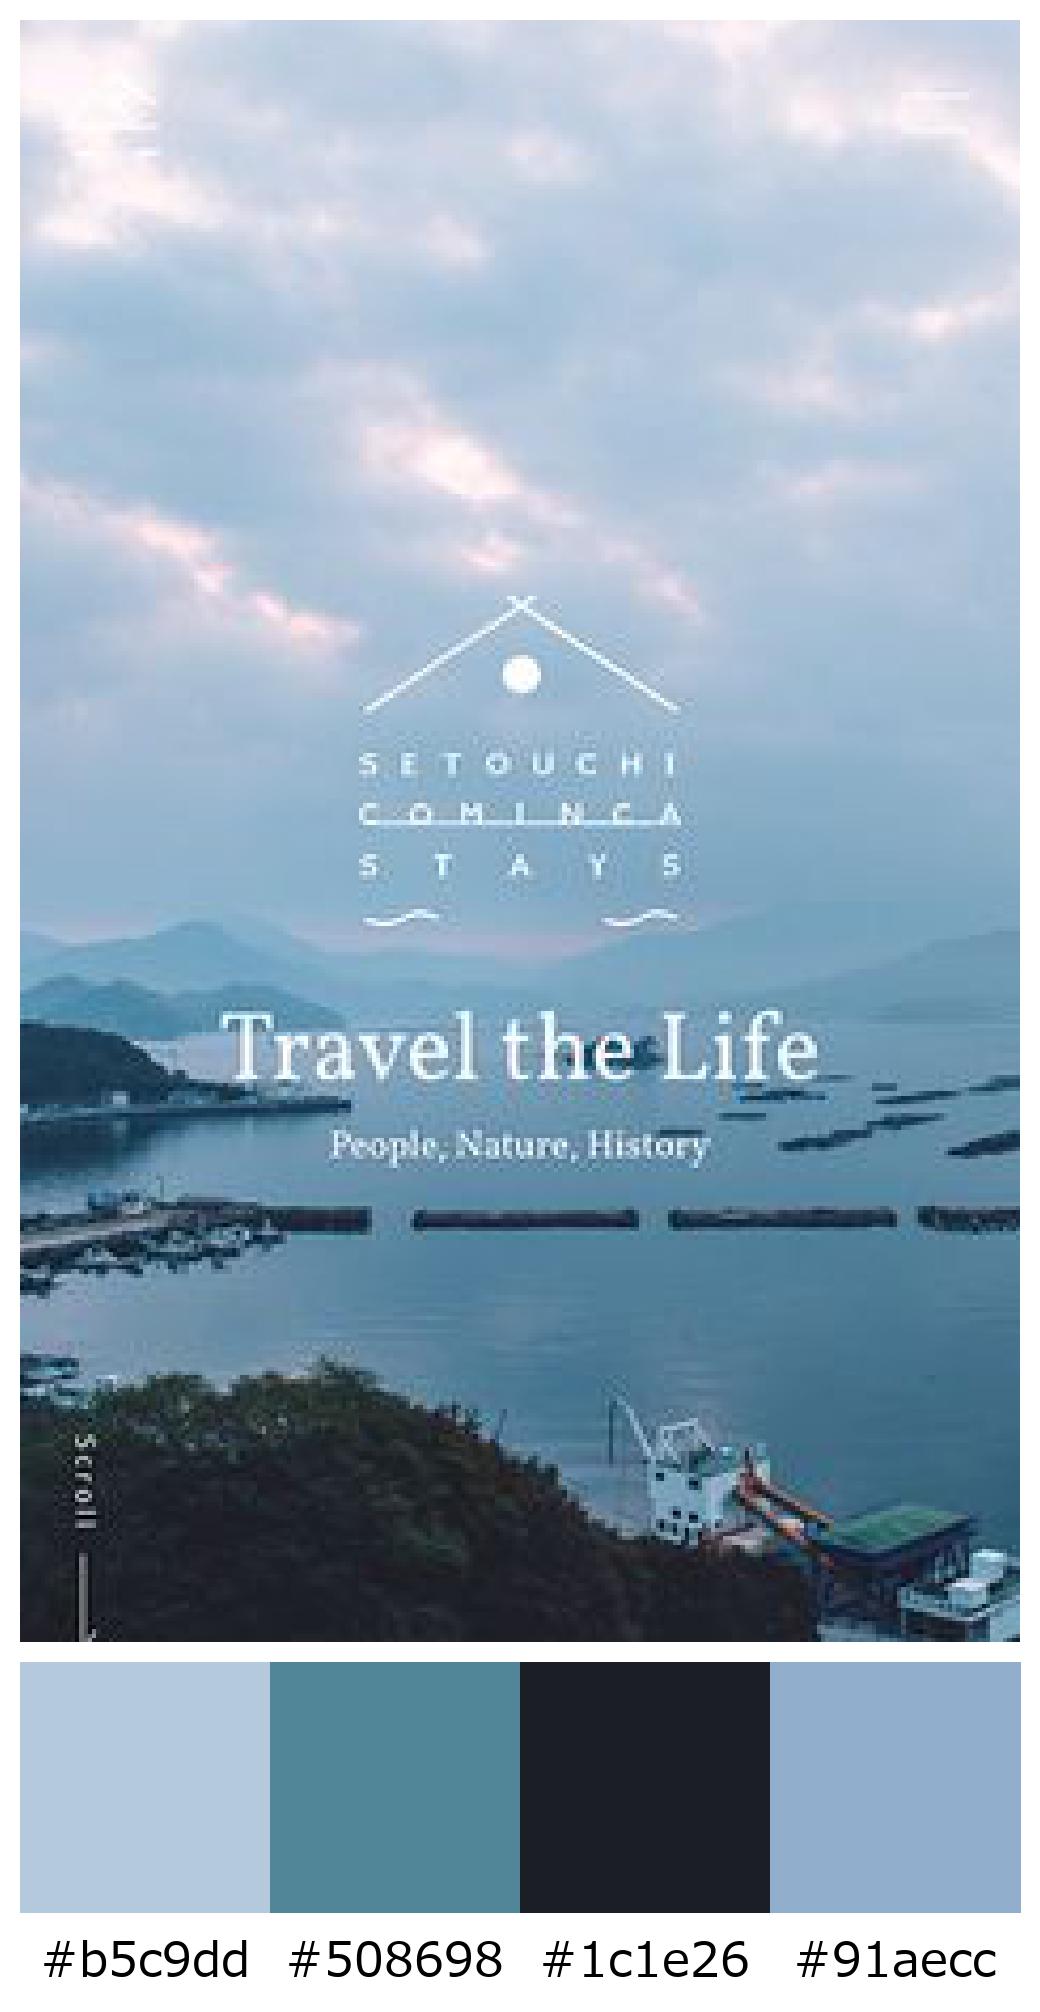 SETOUCHI
COMINCA
STAYS
Travel the Life
People, Nature, History
Scroll
#b5c9dd #508698 #1c1e26 #91aecc